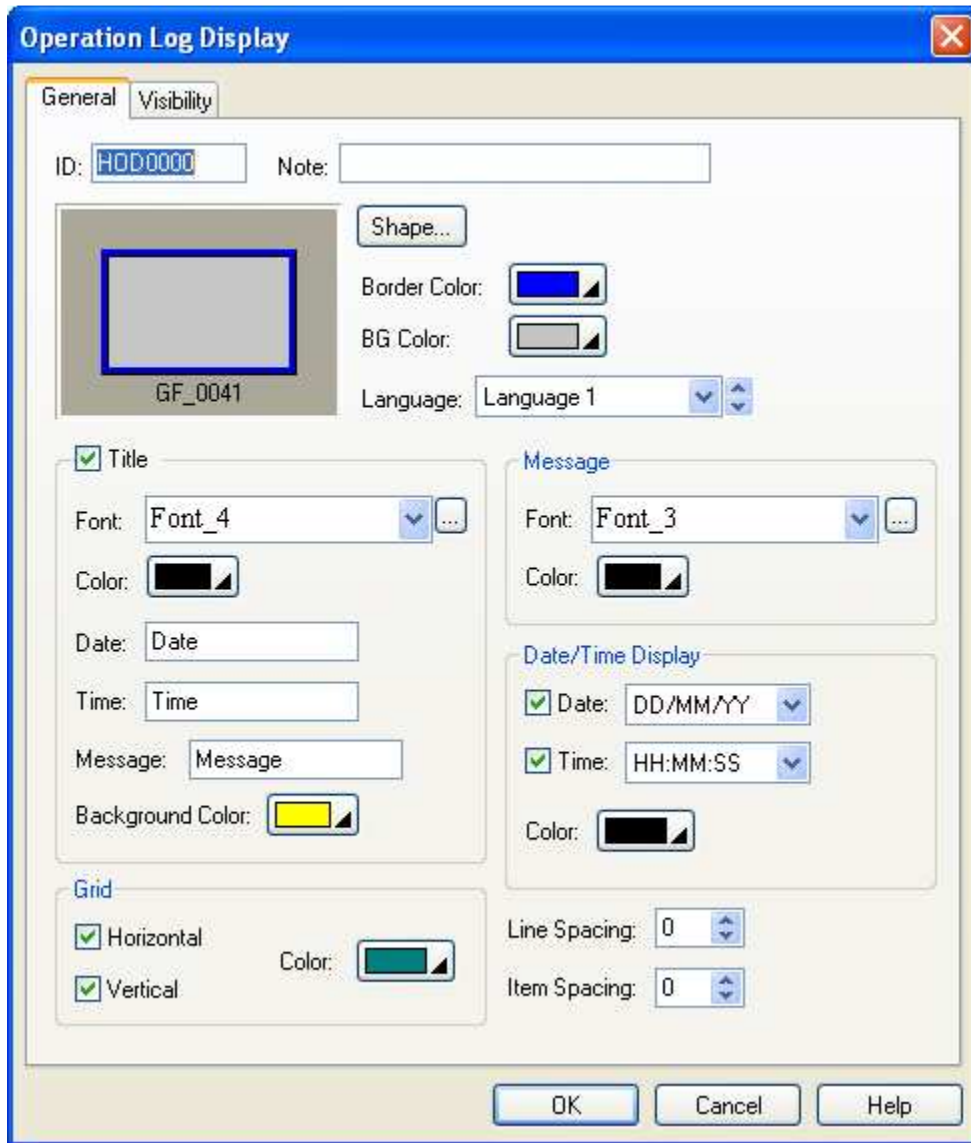 Operation Log Display
General Visibility
ID: HOD0000 Note:
Shape...
Border Color:
BG Color:
GF_0041
Language: Language 1
Title
Font: Font_4 ...
Color:
Date: Date
Time: Time
Message: Message
Background Color:
Message
Font: Font_3 ...
Color:
Date/Time Display
Date: DD/MM/YY
Time: HH:MM:SS
Color:
Grid
Horizontal
Vertical
Color:
Line Spacing: 0
Item Spacing: 0
OK Cancel Help